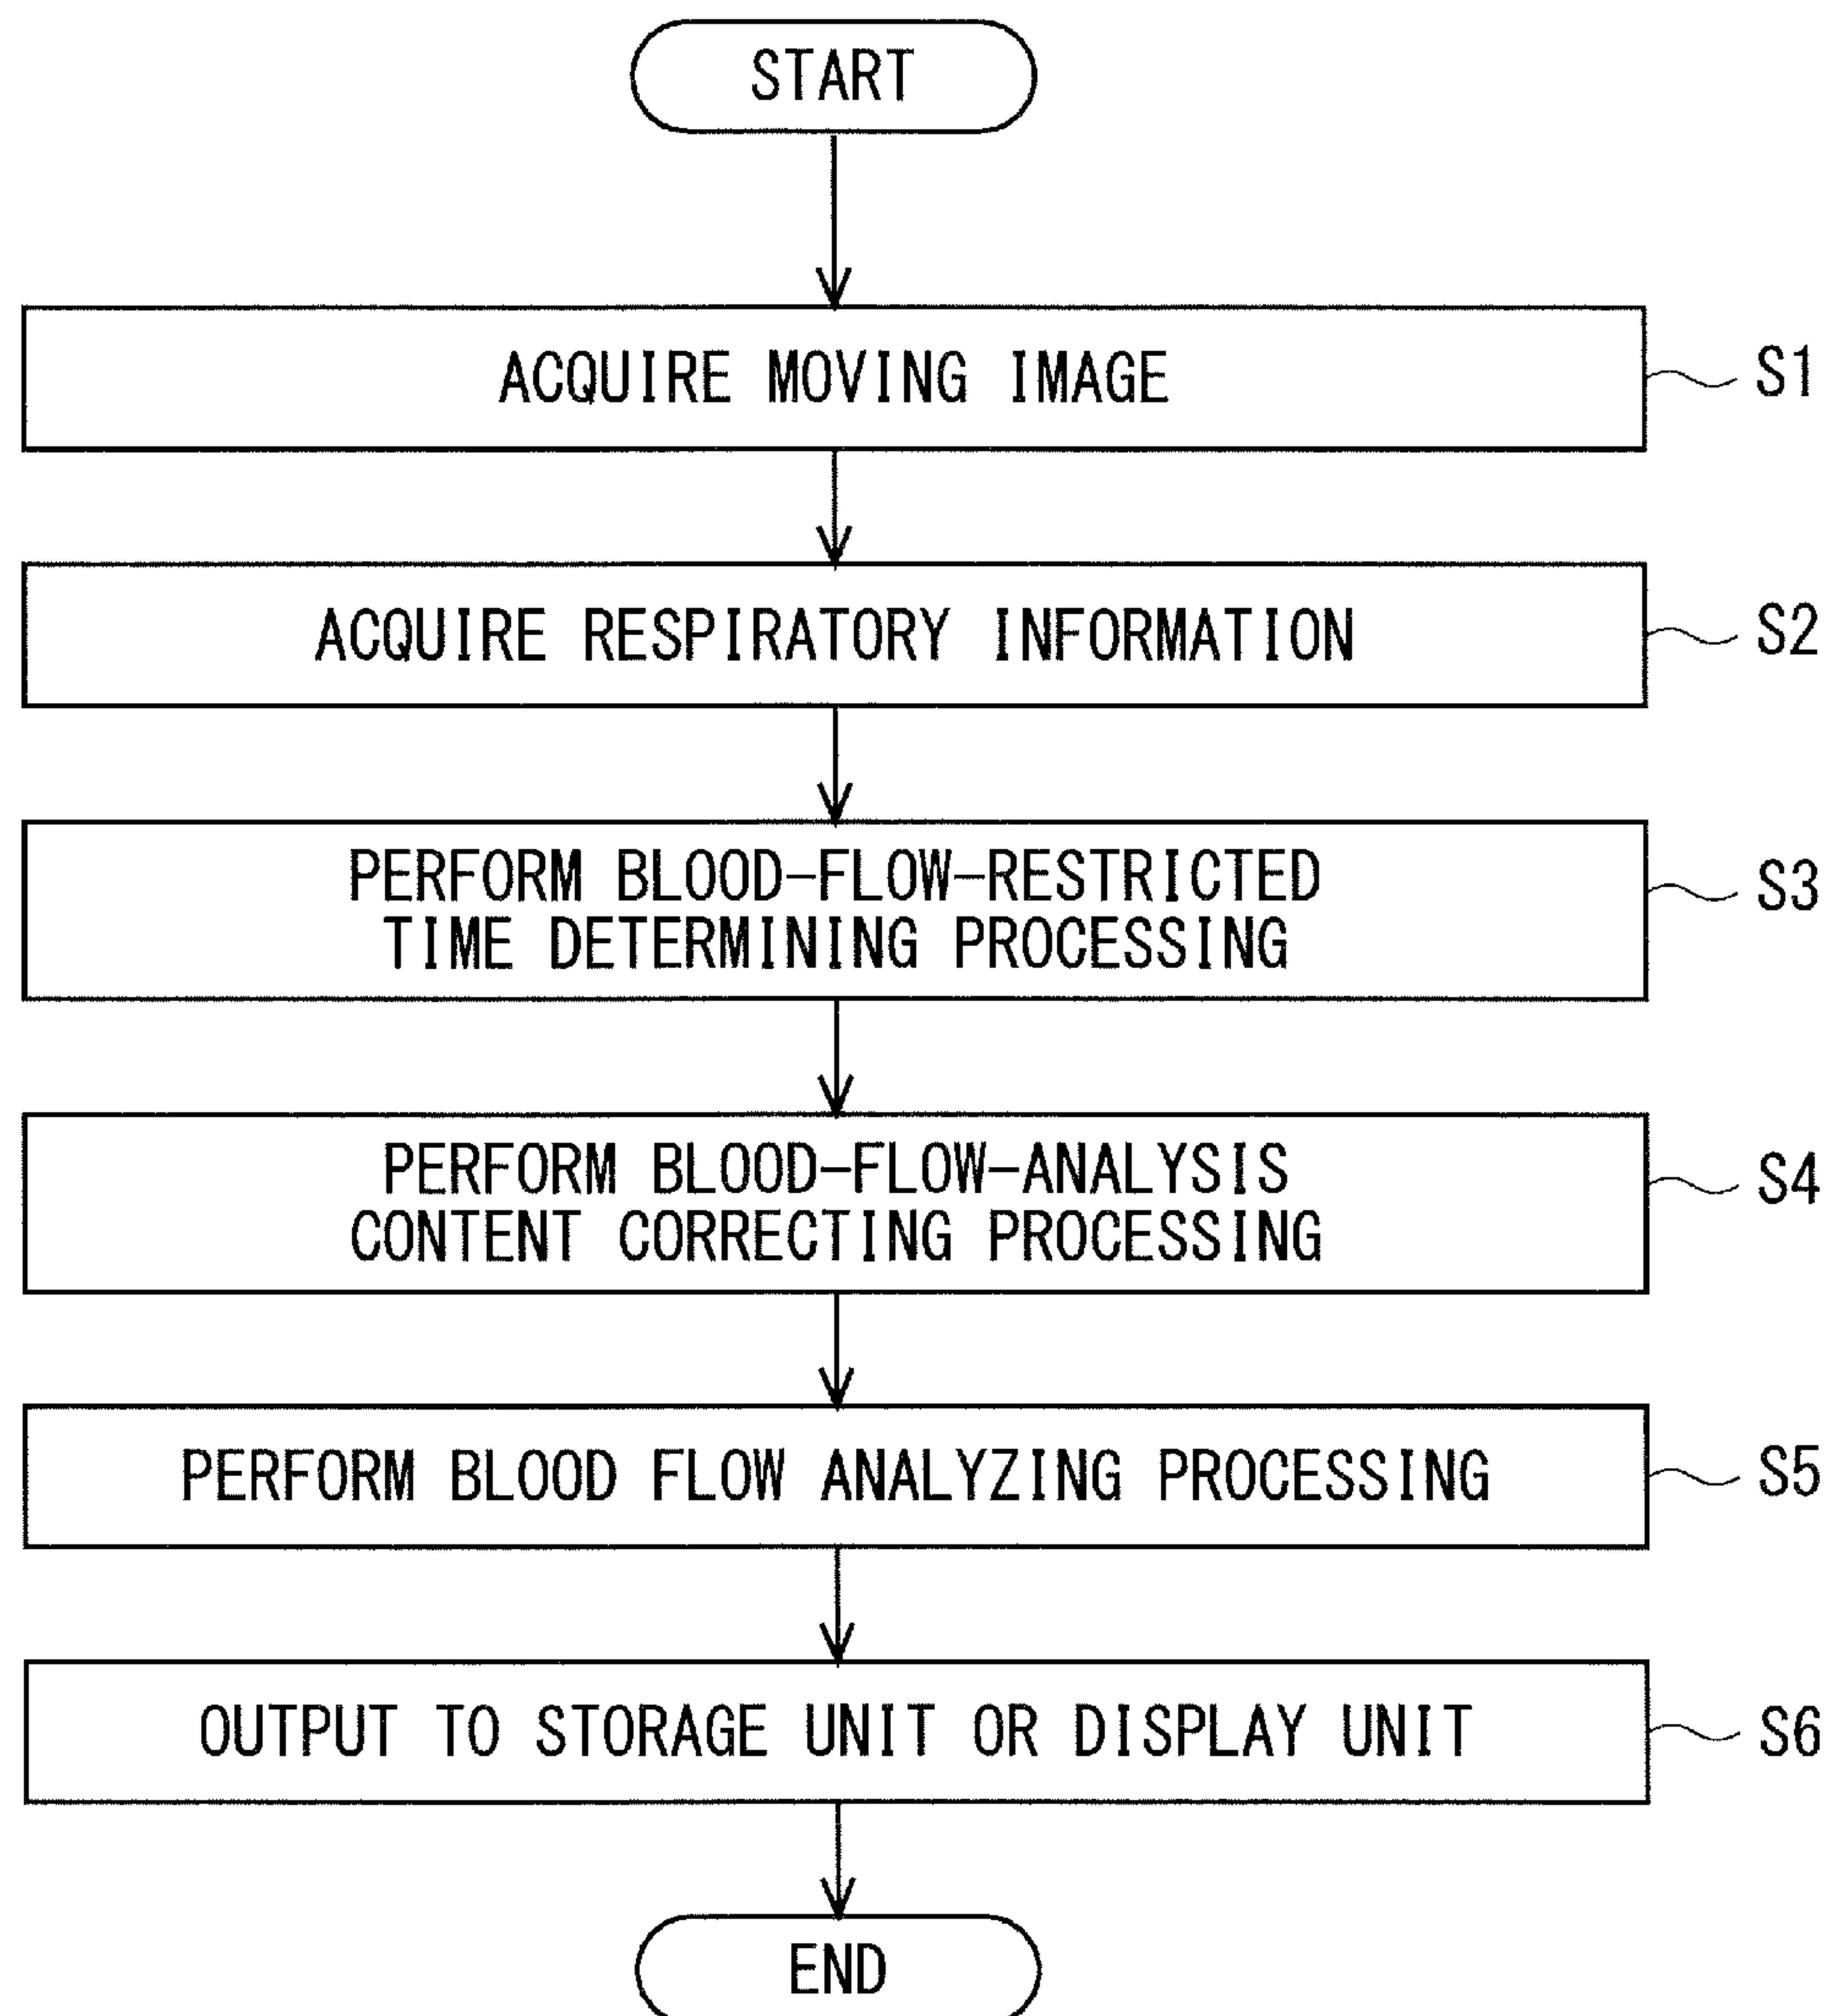 START
ACQUIRE MOVING IMAGE
S1
ACQUIRE RESPIRATORY INFORMATION
S2
PERFORM BLOOD-FLOW-RESTRICTED
TIME DETERMINING PROCESSING
S3
PERFORM BLOOD-FLOW-ANALYSIS
CONTENT CORRECTING PROCESSING
S4
PERFORM BLOOD FLOW ANALYZING PROCESSING
S5
OUTPUT TO STORAGE UNIT OR DISPLAY UNIT
S6
END